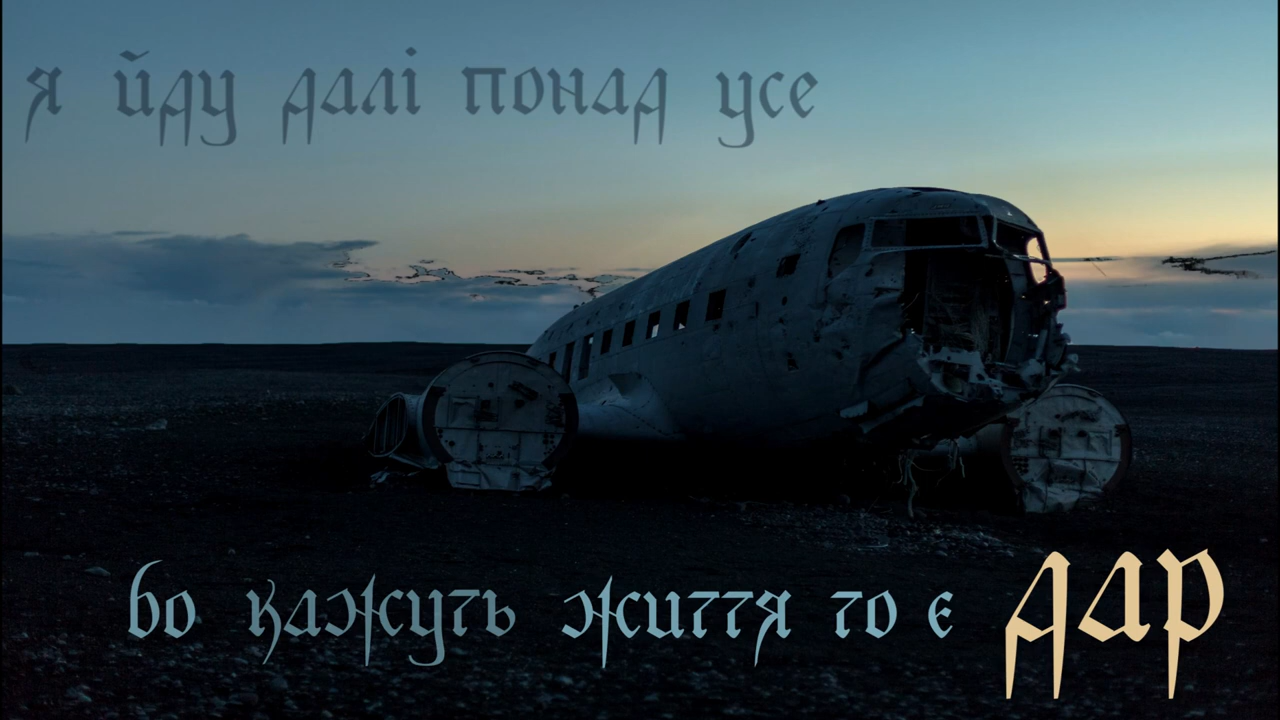 я йду далі понад усе
бо кажуть життя то є дар